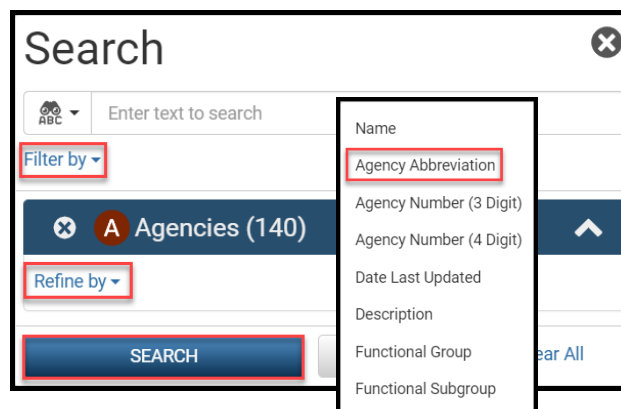 Search
ABC
Enter text to search
Filter by
A Agencies (140)
Refine by
SEARCH
Name
Agency Abbreviation
Agency Number (3 Digit)
Agency Number (4 Digit)
Date Last Updated
Description
Functional Group
Functional Subgroup
ear All